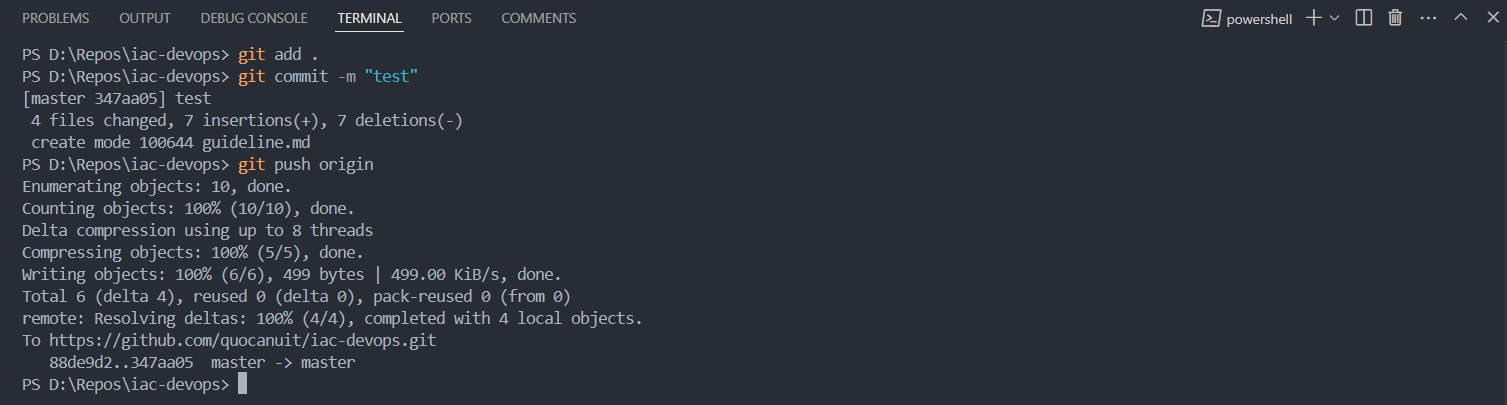 PROBLEMS OUTPUT DEBUG CONSOLE TERMINAL PORTS COMMENTS powershell
PS D:\Repos\iac-devops> git add .
PS D:\Repos\iac-devops> git commit -m "test"
[master 347aa05] test
 4 files changed, 7 insertions(+), 7 deletions(-)
 create mode 100644 guideline.md
PS D:\Repos\iac-devops> git push origin
Enumerating objects: 10, done.
Counting objects: 100% (10/10), done.
Delta compression using up to 8 threads
Compressing objects: 100% (5/5), done.
Writing objects: 100% (6/6), 499 bytes | 499.00 KiB/s, done.
Total 6 (delta 4), reused 0 (delta 0), pack-reused 0 (from 0)
remote: Resolving deltas: 100% (4/4), completed with 4 local objects.
To https://github.com/quocanuit/iac-devops.git
   88de9d2..347aa05  master -> master
PS D:\Repos\iac-devops>